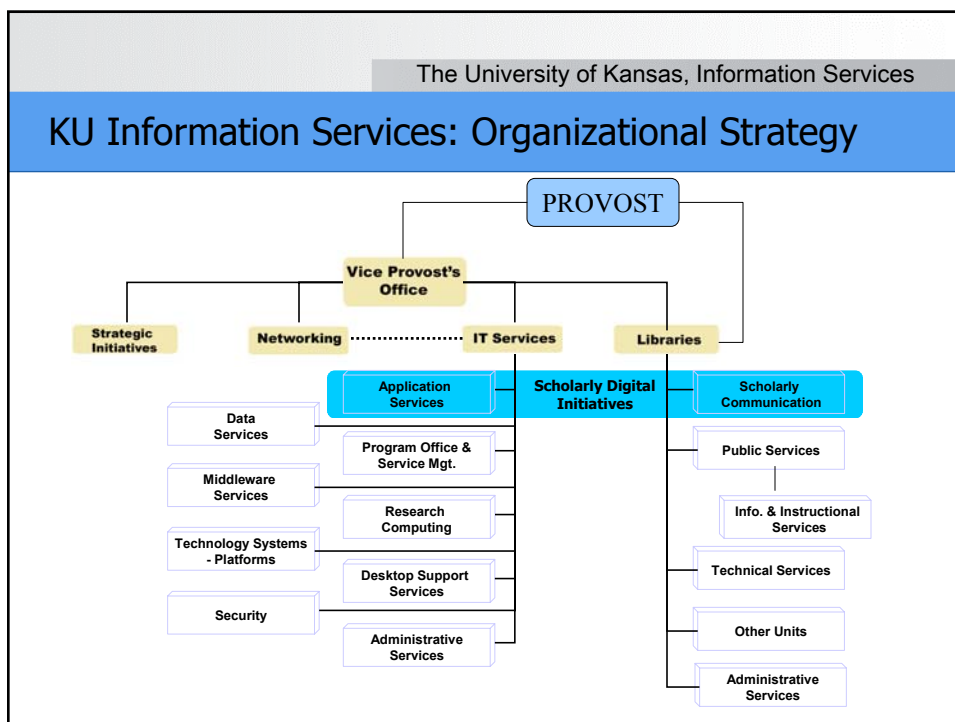 The University of Kansas, Information Services
KU Information Services: Organizational Strategy
PROVOST
Vice Provost's
Office
Strategic
Initiatives
Networking
IT Services
Libraries
Application
Services
Scholarly Digital
Initiatives
Scholarly
Communication
Data
Services
Program Office &
Service Mgt.
Public Services
Middleware
Services
Research
Computing
Info. & Instructional
Services
Technology Systems
- Platforms
Desktop Support
Services
Technical Services
Security
Other Units
Administrative
Services
Administrative
Services